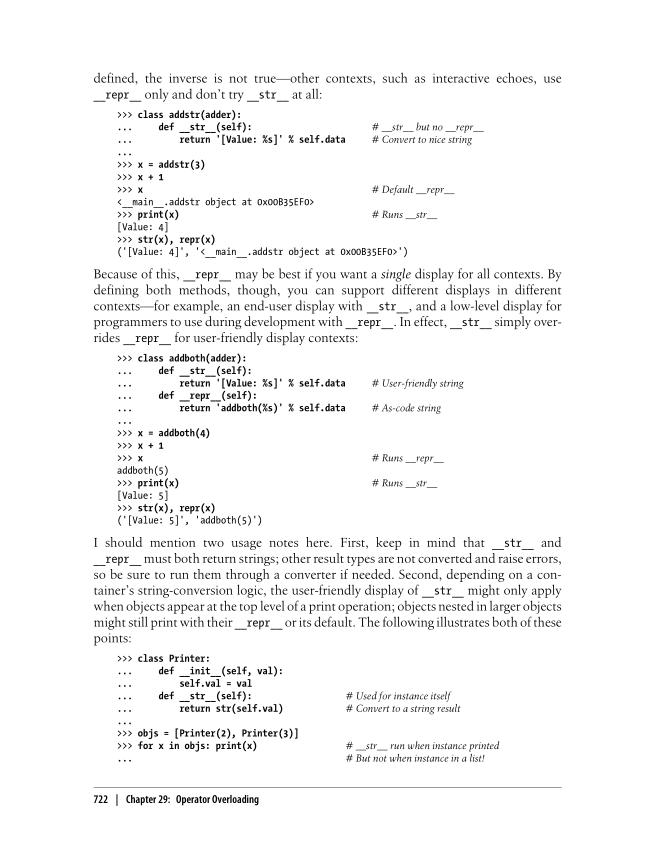 defined, the inverse is not true—other contexts, such as interactive echoes, use
__repr__ only and don't try __str__ at all:
>>> class addstr(adder):
...     def __str__(self):                   # __str__ but no __repr__
...         return '[Value: %s]' % self.data    # Convert to nice string
...
>>> x = addstr(3)
>>> x + 1
>>> x                                        # Default __repr__
<__main__.addstr object at 0x00B35EF0>
>>> print(x)                                 # Runs __str__
[Value: 4]
>>> str(x), repr(x)
('[Value: 4]', '<__main__.addstr object at 0x00B35EF0>')
Because of this, __repr__ may be best if you want a single display for all contexts. By
defining both methods, though, you can support different displays in different
contexts—for example, an end-user display with __str__, and a low-level display for
programmers to use during development with __repr__. In effect, __str__ simply over-
rides __repr__ for user-friendly display contexts:
>>> class addboth(adder):
...     def __str__(self):
...         return '[Value: %s]' % self.data    # User-friendly string
...     def __repr__(self):
...         return 'addboth(%s)' % self.data    # As-code string
...
>>> x = addboth(4)
>>> x + 1
>>> x                                        # Runs __repr__
addboth(5)
>>> print(x)                                 # Runs __str__
[Value: 5]
>>> str(x), repr(x)
('[Value: 5]', 'addboth(5)')
I should mention two usage notes here. First, keep in mind that __str__ and
__repr__ must both return strings; other result types are not converted and raise errors,
so be sure to run them through a converter if needed. Second, depending on a con-
tainer's string-conversion logic, the user-friendly display of __str__ might only apply
when objects appear at the top level of a print operation; objects nested in larger objects
might still print with their __repr__ or its default. The following illustrates both of these
points:
>>> class Printer:
...     def __init__(self, val):
...         self.val = val
...     def __str__(self):                # Used for instance itself
...         return str(self.val)          # Convert to a string result
...
>>> objs = [Printer(2), Printer(3)]
>>> for x in objs: print(x)               # __str__ run when instance printed
...                                       # But not when instance in a list!
722 | Chapter 29: Operator Overloading